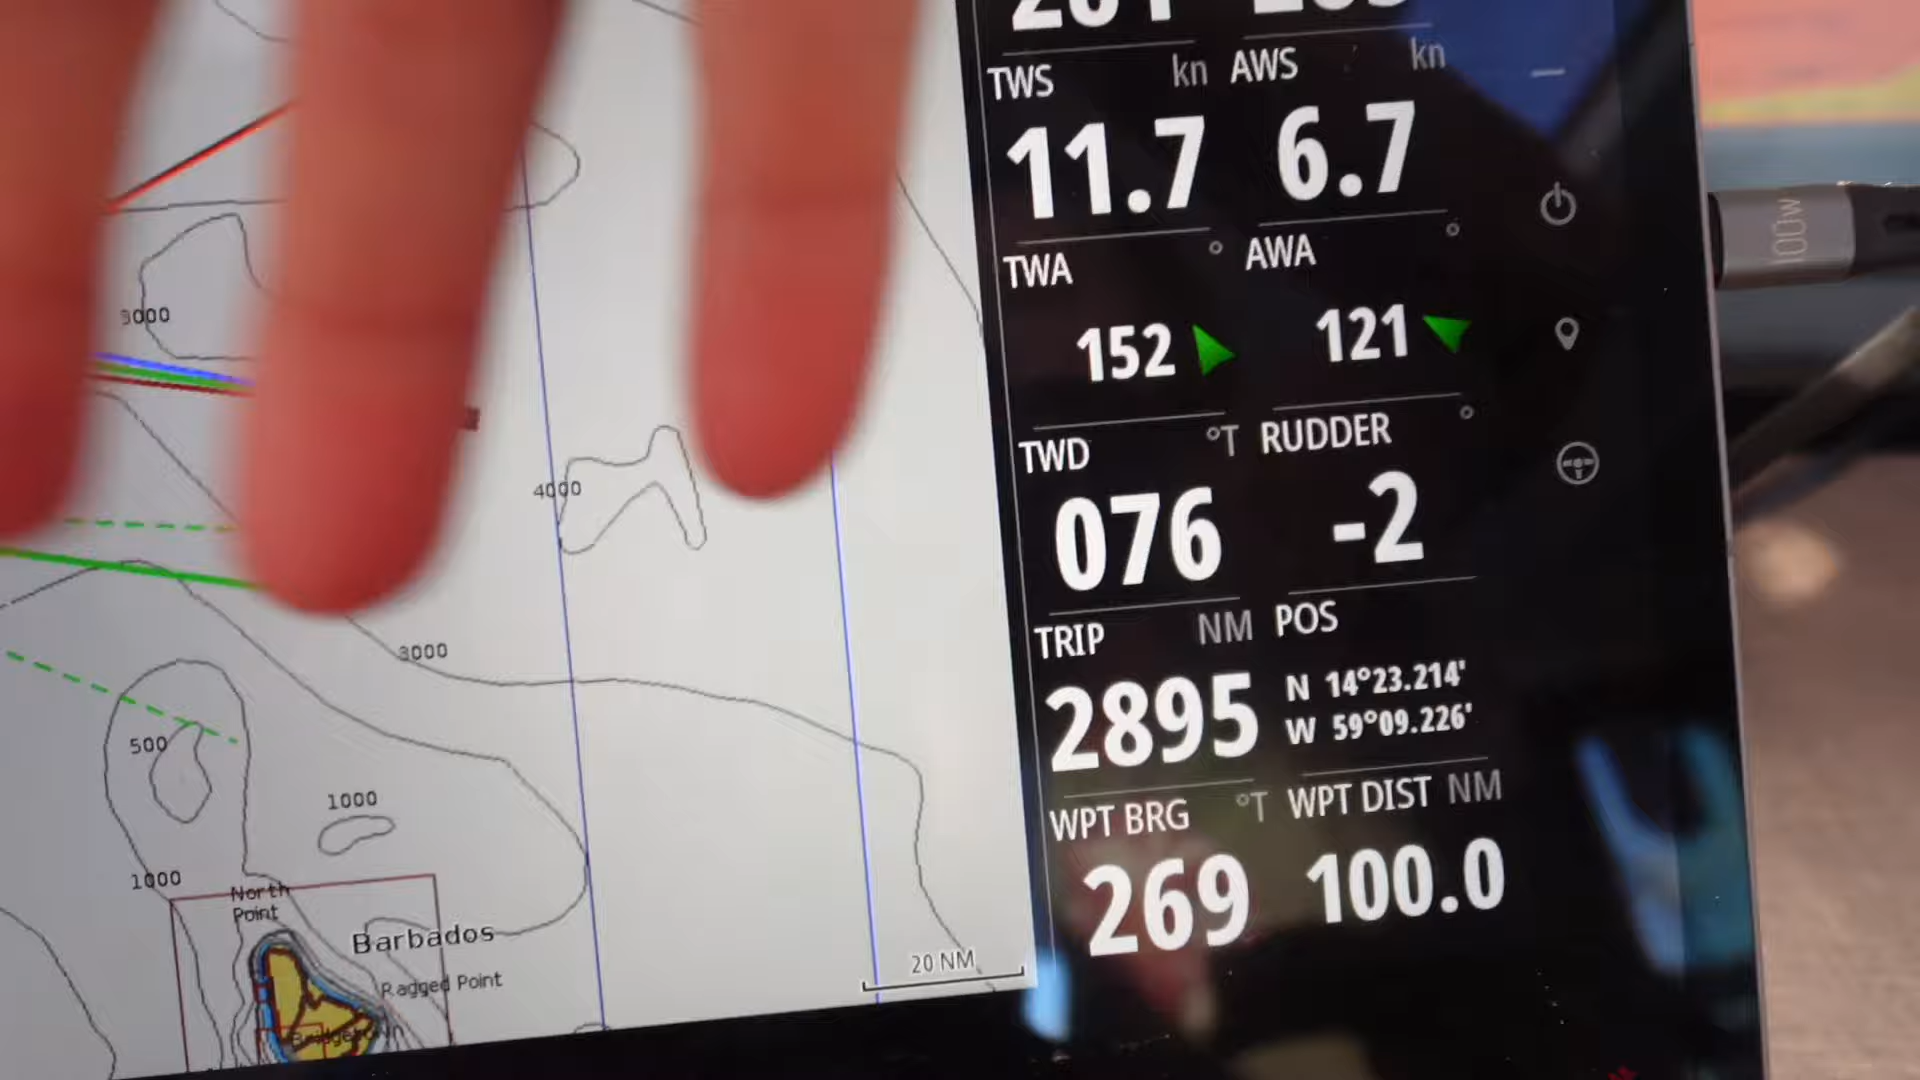 TWS kn AWS kn
11.7 6.7
TWA ° AWA °
152 121
TWD °T RUDDER °
076 -2
TRIP NM POS
2895 N 14°23.214'
W 59°09.226'
WPT BRG °T WPT DIST NM
269 100.0
100W
3000
4000
3000
500
1000
1000
North
Point
Barbados
Ragged Point
20 NM